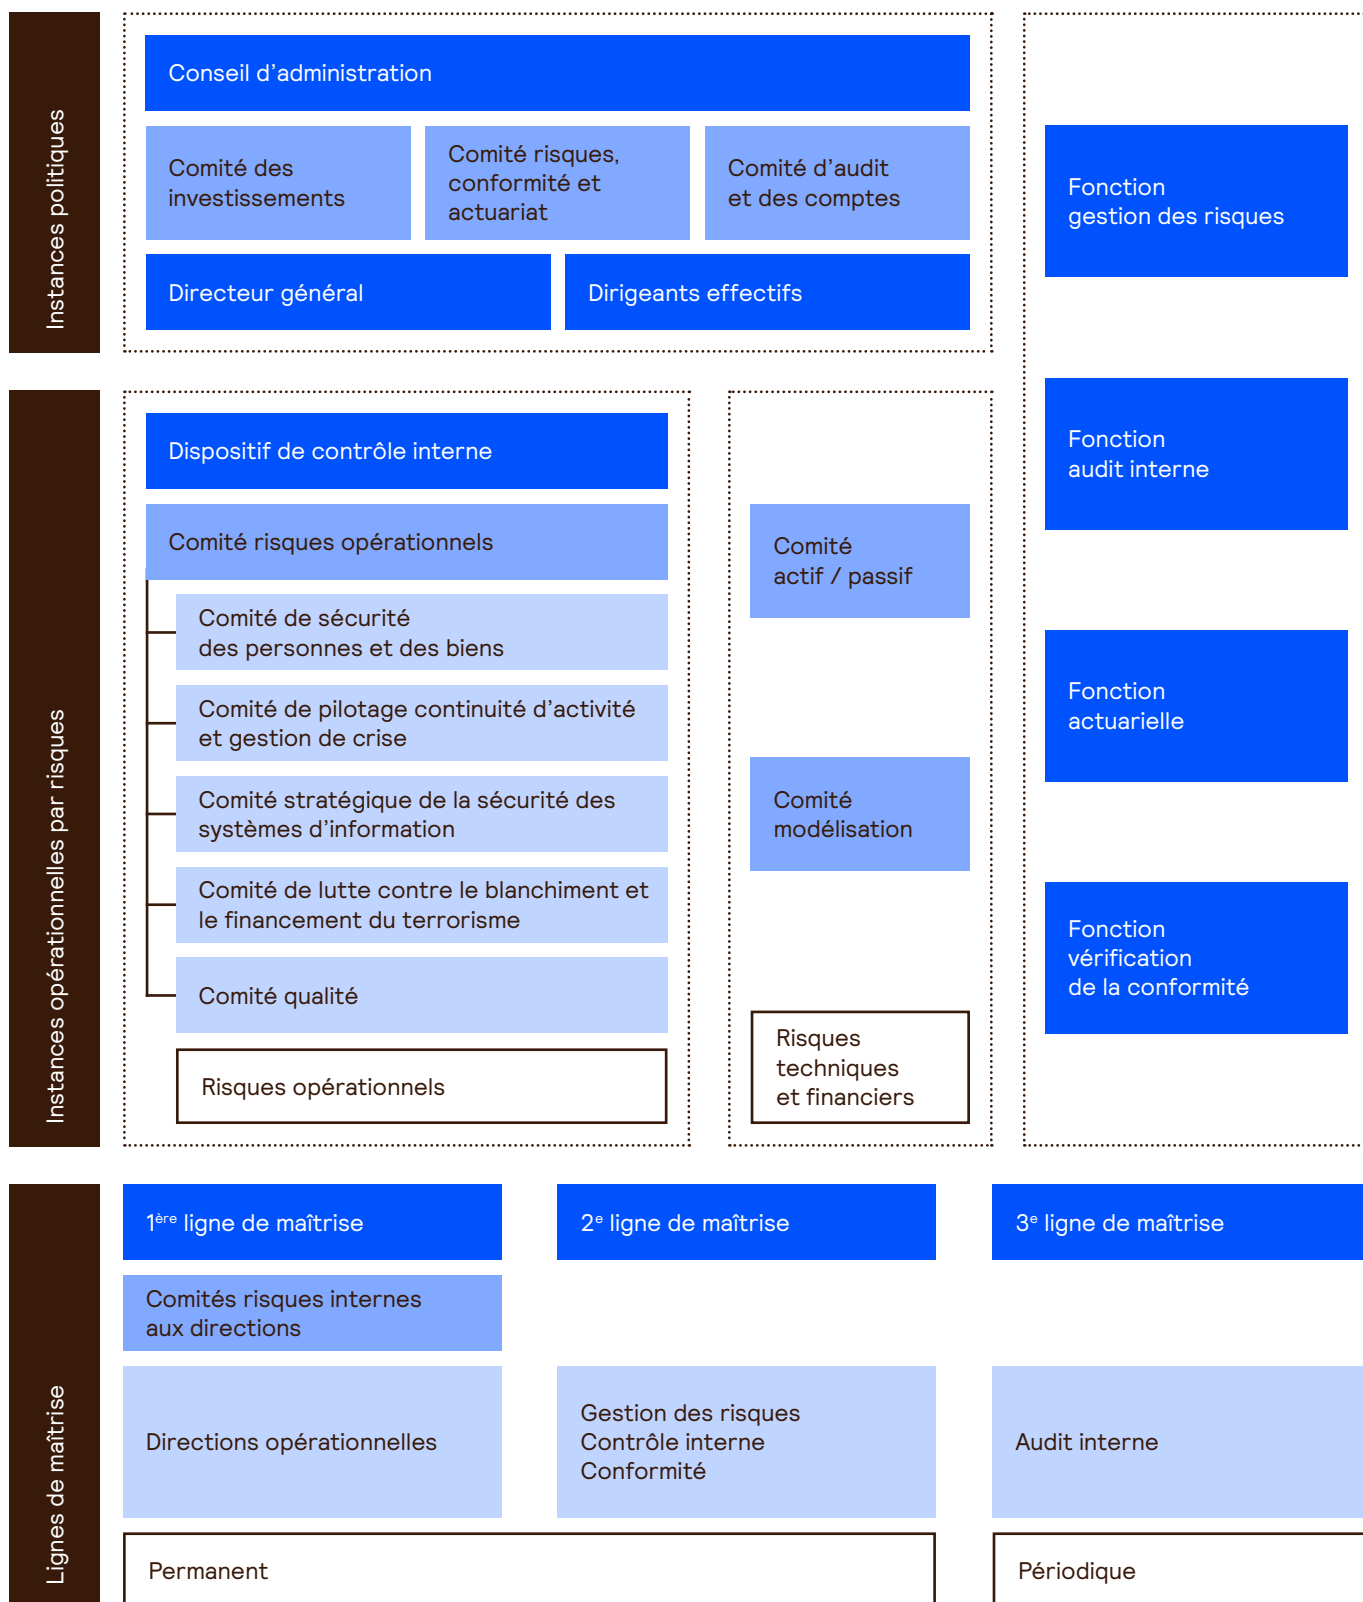 Instances politiques
Conseil d’administration
Comité des
investissements
Comité risques,
conformité et
actuariat
Comité d’audit
et des comptes
Directeur général
Dirigeants effectifs
Fonction
gestion des risques
Fonction
audit interne
Fonction
actuarielle
Fonction
vérification
de la conformité
Instances opérationnelles par risques
Dispositif de contrôle interne
Comité risques opérationnels
Comité de sécurité
des personnes et des biens
Comité de pilotage continuité d’activité
et gestion de crise
Comité stratégique de la sécurité des
systèmes d’information
Comité de lutte contre le blanchiment et
le financement du terrorisme
Comité qualité
Risques opérationnels
Comité
actif / passif
Comité
modélisation
Risques
techniques
et financiers
Lignes de maîtrise
1ère ligne de maîtrise
2e ligne de maîtrise
3e ligne de maîtrise
Comités risques internes
aux directions
Directions opérationnelles
Gestion des risques
Contrôle interne
Conformité
Audit interne
Permanent
Périodique